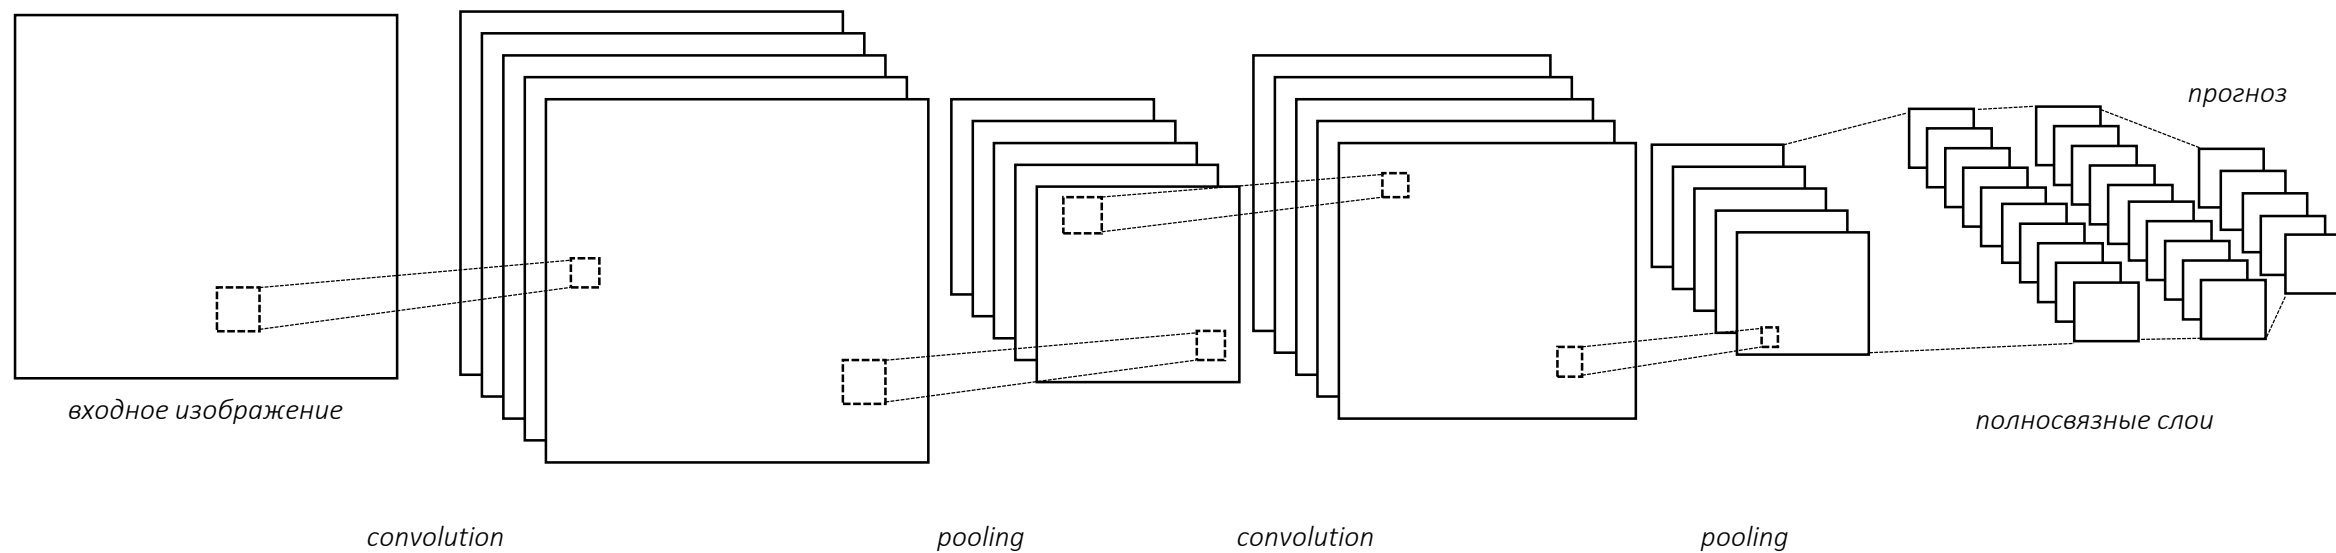 прогноз
входное изображение
полносвязные слои
convolution
pooling
convolution
pooling